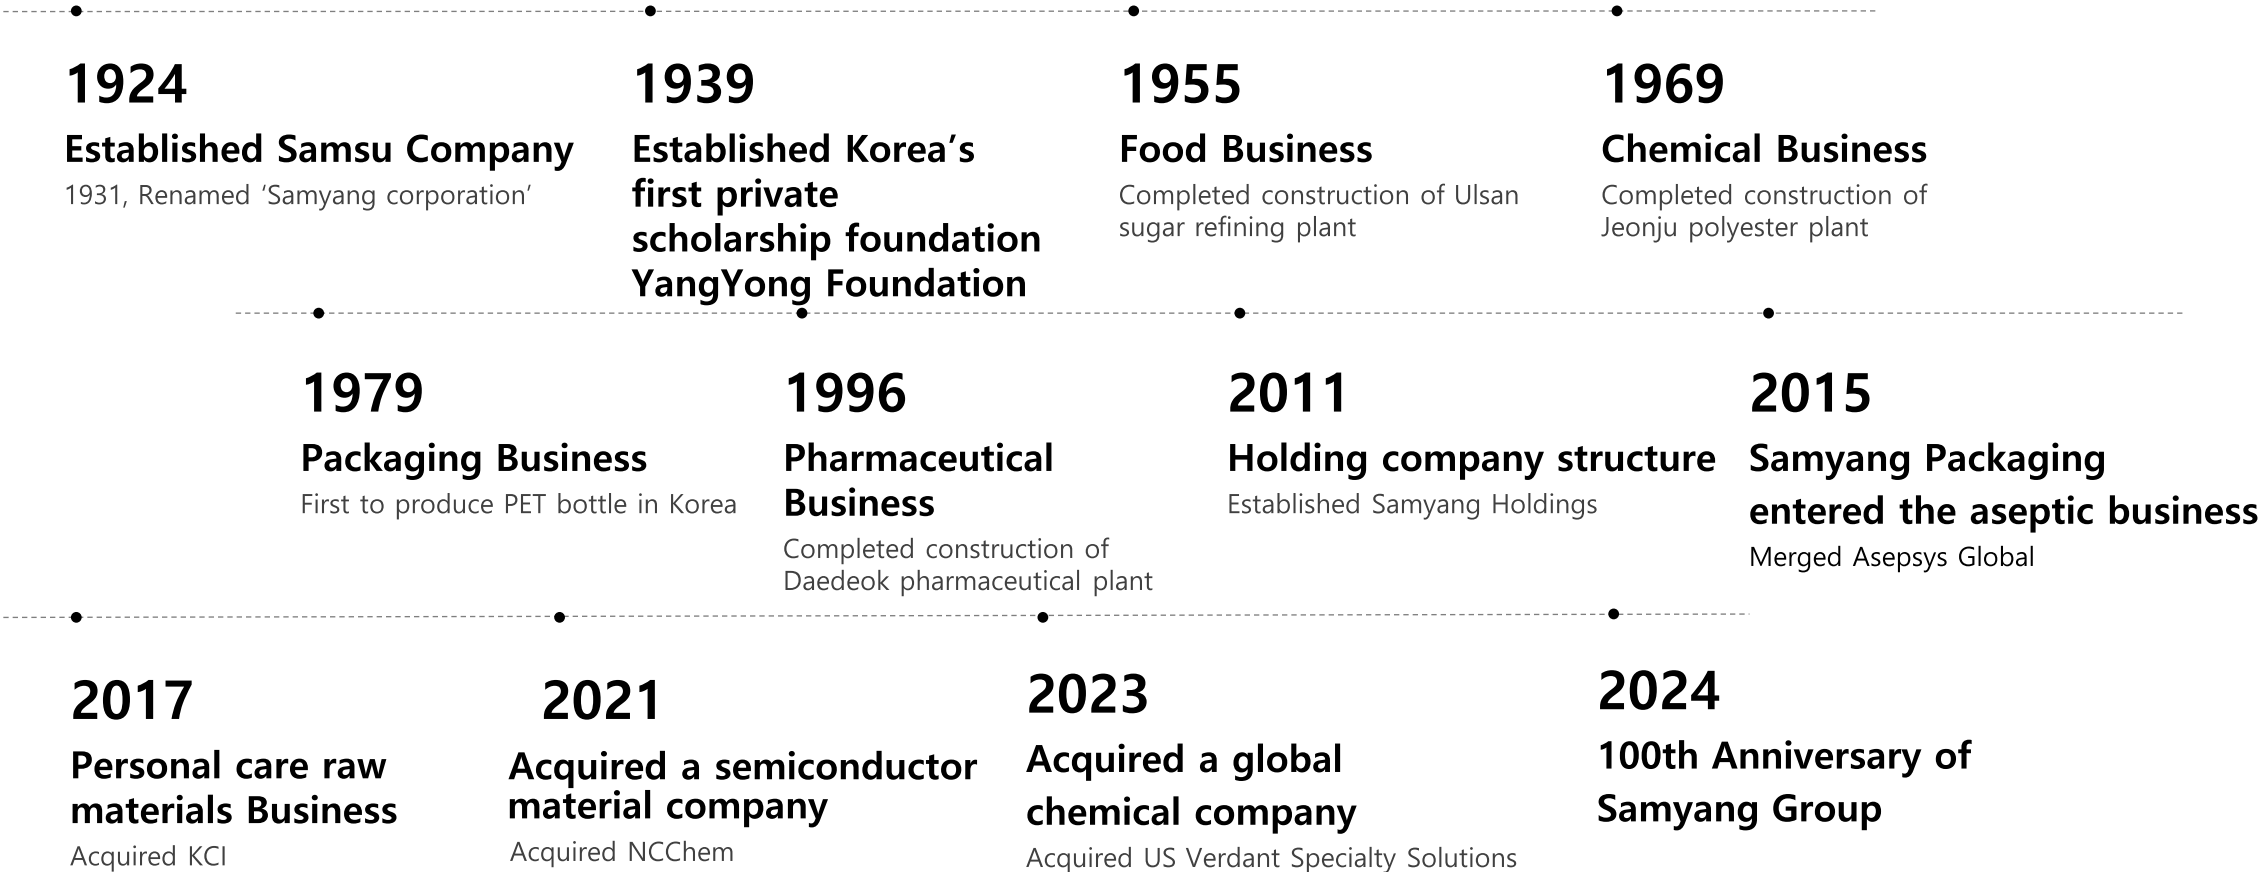 1924
Established Samsu Company
1931, Renamed ‘Samyang corporation’
1939
Established Korea’s
first private
scholarship foundation
YangYong Foundation
1955
Food Business
Completed construction of Ulsan
sugar refining plant
1969
Chemical Business
Completed construction of
Jeonju polyester plant
1979
Packaging Business
First to produce PET bottle in Korea
1996
Pharmaceutical
Business
Completed construction of
Daedeok pharmaceutical plant
2011
Holding company structure
Established Samyang Holdings
2015
Samyang Packaging
entered the aseptic business
Merged Asepsys Global
2017
Personal care raw
materials Business
Acquired KCI
2021
Acquired a semiconductor
material company
Acquired NCChem
2023
Acquired a global
chemical company
Acquired US Verdant Specialty Solutions
2024
100th Anniversary of
Samyang Group